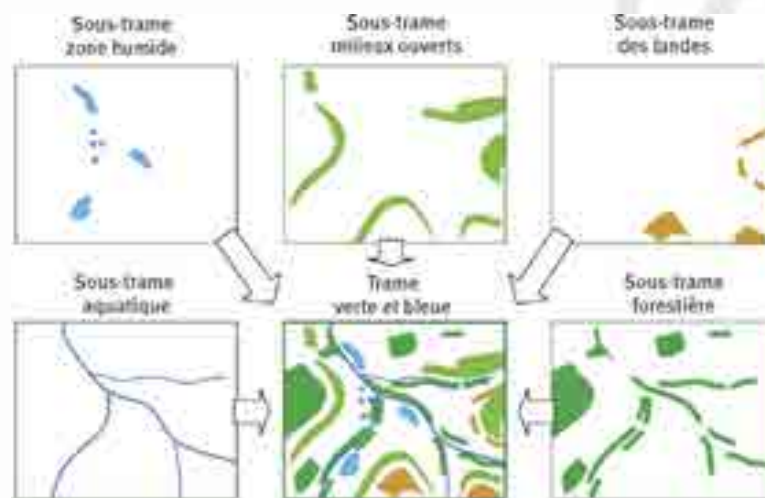 Sous-trame
zone humide
Sous-trame
milieux ouverts
Sous-trame
des landes
Sous-trame
aquatique
Trame
verte et bleue
Sous-trame
forestière